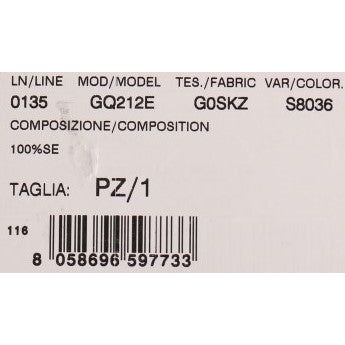 LN/LINE MOD/MODEL TES./FABRIC VAR/COLOR.
0135 GQ212E G0SKZ S8036
COMPOSIZIONE/COMPOSITION
100%SE
TAGLIA: PZ/1
116
8 058696 597733